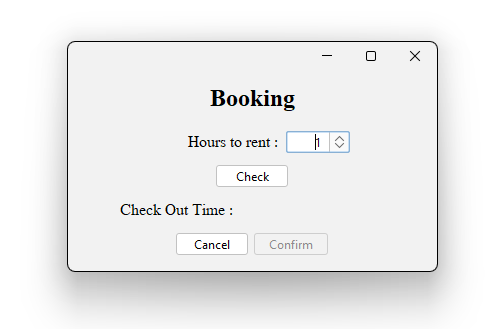 Booking
Hours to rent : 1
Check
Check Out Time :
Cancel Confirm